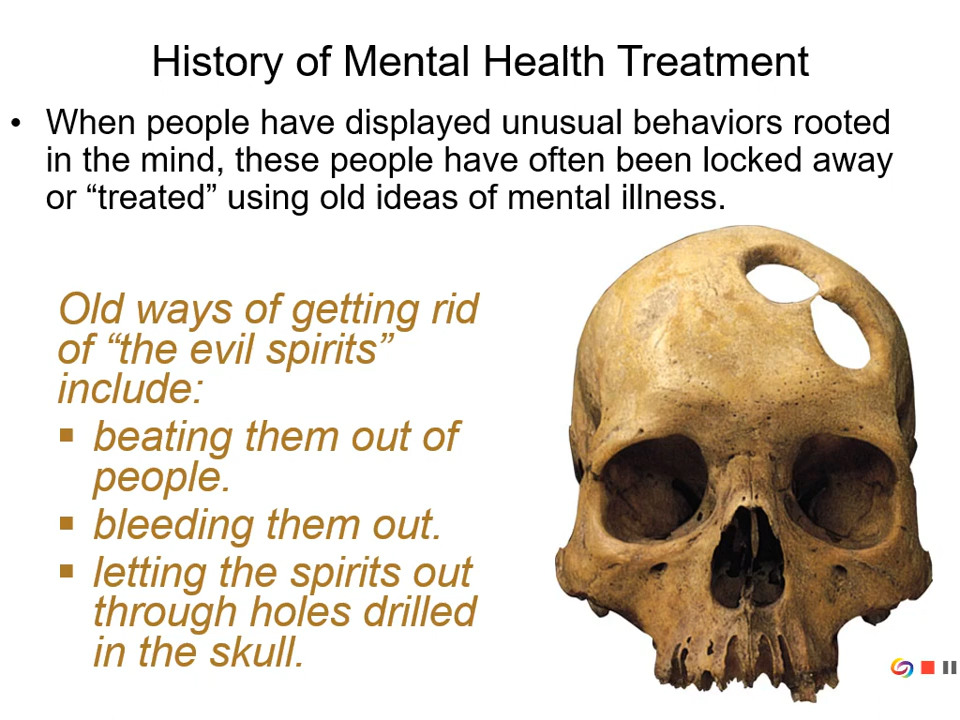 History of Mental Health Treatment
• When people have displayed unusual behaviors rooted
in the mind, these people have often been locked away
or “treated” using old ideas of mental illness.
Old ways of getting rid
of “the evil spirits”
include:
▪ beating them out of
people.
▪ bleeding them out.
▪ letting the spirits out
through holes drilled
in the skull.